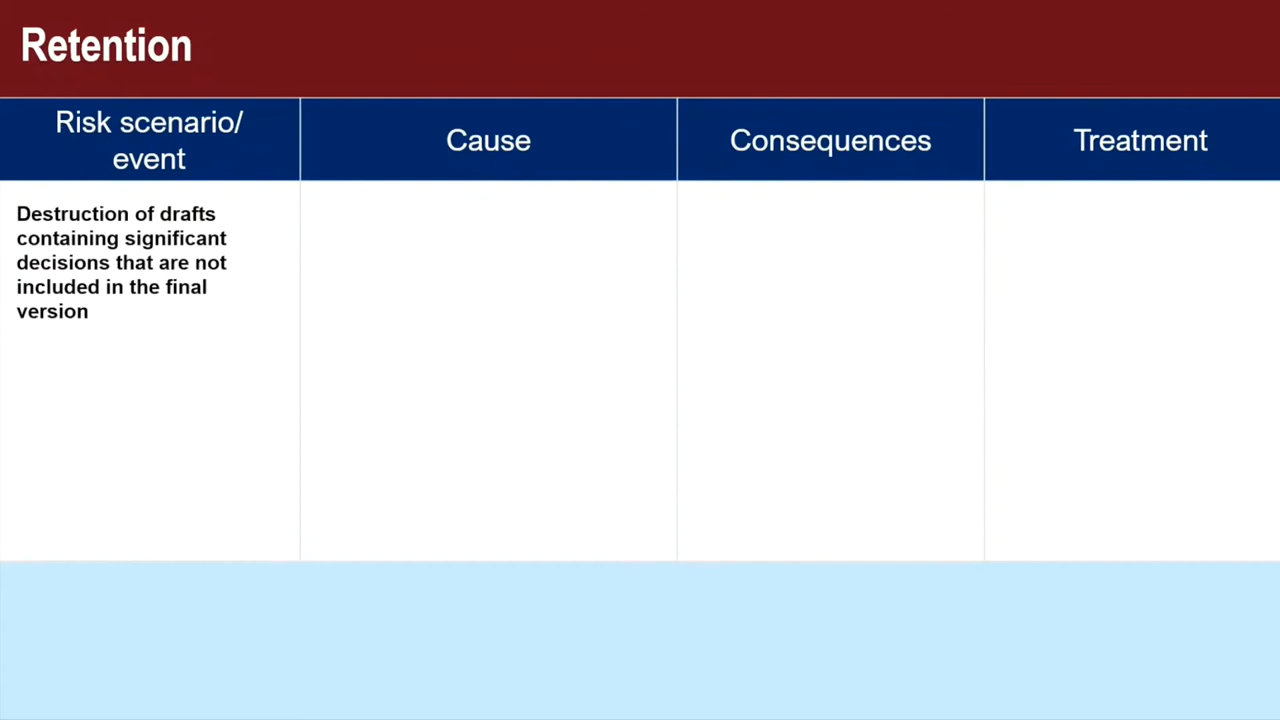 Retention
Risk scenario/
event
Cause
Consequences
Treatment
Destruction of drafts
containing significant
decisions that are not
included in the final
version